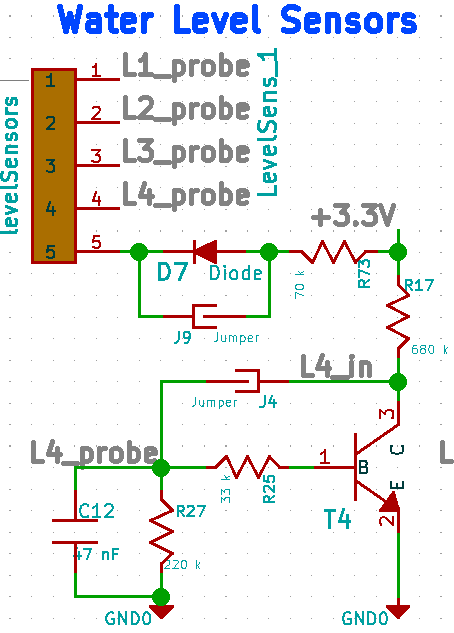 Water Level Sensors
levelSensors
LevelSens_1
1 1 L1_probe
2 2 L2_probe
3 3 L3_probe
4 4 L4_probe
5 5
+3.3V
D7 Diode
70 k
R73
R17
680 k
J9 Jumper
L4_in
Jumper J4
3
C
L4_probe
33 k
R25
1
B
L
E
C12
47 nF
R27
220 k
T4
2
GND0
GND0